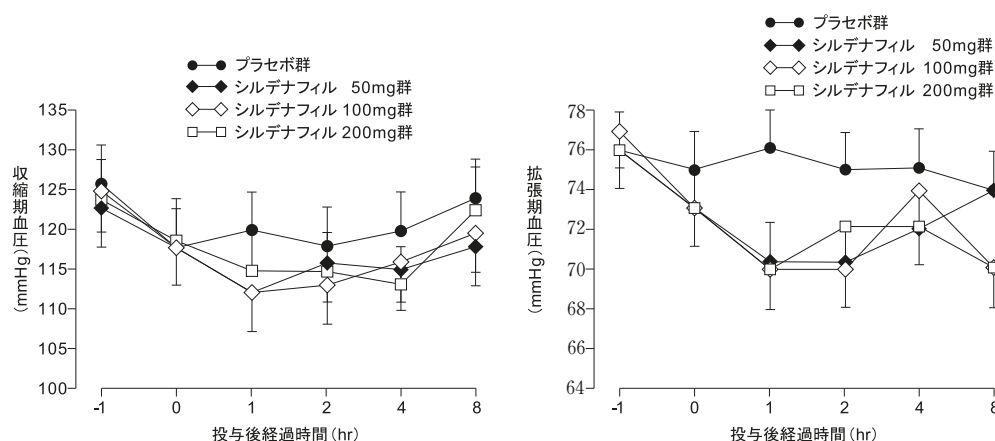 プラセボ群
シルデナフィル 50mg群
シルデナフィル 100mg群
シルデナフィル 200mg群
収縮期血圧(mmHg)
135
130
125
120
115
110
105
100
-1 0 1 2 4 8
投与後経過時間(hr)
プラセボ群
シルデナフィル 50mg群
シルデナフィル 100mg群
シルデナフィル 200mg群
拡張期血圧(mmHg)
78
76
74
72
70
68
66
64
-1 0 1 2 4 8
投与後経過時間(hr)